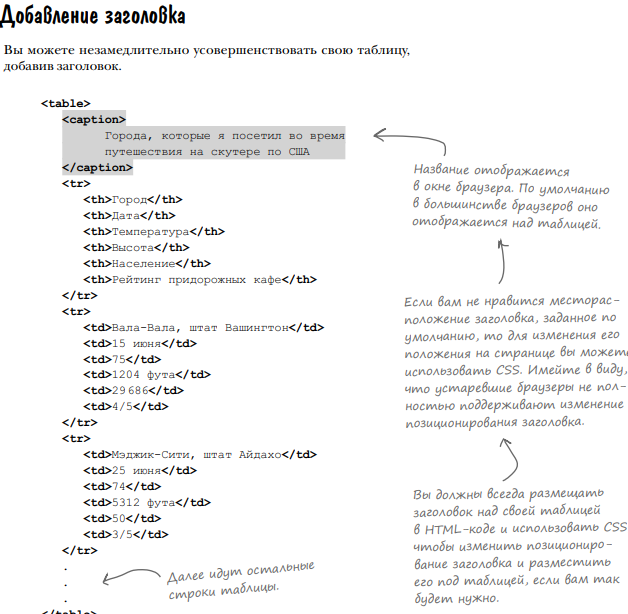 Добавление заголовка
Вы можете незамедлительно усовершенствовать свою таблицу,
добавив заголовок.
<table>
<caption>
Города, которые я посетил во время
путешествия на скутере по США
</caption>
<tr>
<th>Город</th>
<th>Дата</th>
<th>Температура</th>
<th>Высота</th>
<th>Население</th>
<th>Рейтинг придорожных кафе</th>
</tr>
<tr>
<td>Вала-Вала, штат Вашингтон</td>
<td>15 июня</td>
<td>75</td>
<td>1204 фута</td>
<td>29 686</td>
<td>4/5</td>
</tr>
<tr>
<td>Мэджик-Сити, штат Айдахо</td>
<td>25 июня</td>
<td>74</td>
<td>5312 фута</td>
<td>50</td>
<td>3/5</td>
</tr>
.
.
.
</table>
Название отображается
в окне браузера. По умолчанию
в большинстве браузеров оно
отображается над таблицей.
Если вам не нравится месторас-
положение заголовка, заданное по
умолчанию, то для изменения его
положения на странице вы можете
использовать CSS. Имейте в виду,
что устаревшие браузеры не пол-
ностью поддерживают изменение
позиционирования заголовка.
Вы должны всегда размещать
заголовок над своей таблицей
в HTML-коде и использовать CSS
чтобы изменить позициониро-
вание заголовка и разместить
его под таблицей, если вам так
будет нужно.
Далее идут остальные
строки таблицы.